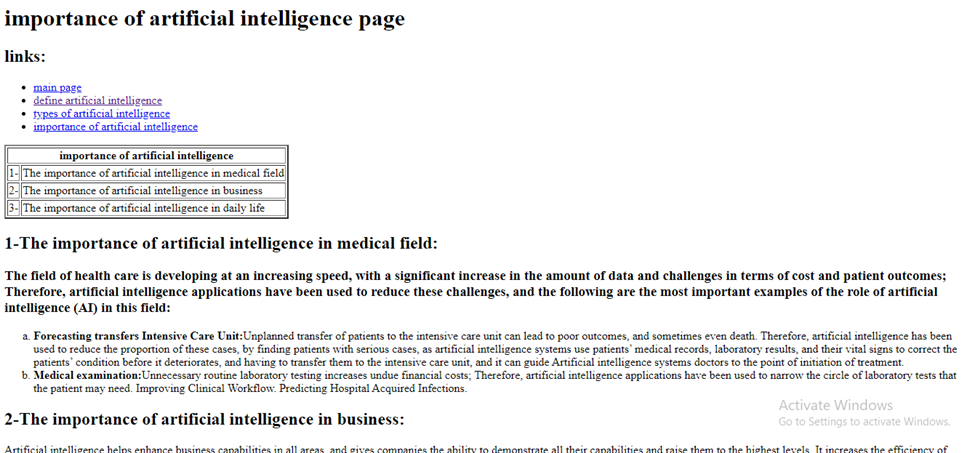 importance of artificial intelligence page
links:
• main page
• define artificial intelligence
• types of artificial intelligence
• importance of artificial intelligence
importance of artificial intelligence
1- The importance of artificial intelligence in medical field
2- The importance of artificial intelligence in business
3- The importance of artificial intelligence in daily life
1-The importance of artificial intelligence in medical field:
The field of health care is developing at an increasing speed, with a significant increase in the amount of data and challenges in terms of cost and patient outcomes;
Therefore, artificial intelligence applications have been used to reduce these challenges, and the following are the most important examples of the role of artificial
intelligence (AI) in this field:
a. Forecasting transfers Intensive Care Unit:Unplanned transfer of patients to the intensive care unit can lead to poor outcomes, and sometimes even death. Therefore, artificial intelligence has been
used to reduce the proportion of these cases, by finding patients with serious cases, as artificial intelligence systems use patients' medical records, laboratory results, and their vital signs to correct the
patients' condition before it deteriorates, and having to transfer them to the intensive care unit, and it can guide Artificial intelligence systems doctors to the point of initiation of treatment.
b. Medical examination:Unnecessary routine laboratory testing increases undue financial costs; Therefore, artificial intelligence applications have been used to narrow the circle of laboratory tests that
the patient may need. Improving Clinical Workflow. Predicting Hospital Acquired Infections.
Activate Windows
Go to Settings to activate Windows.
2-The importance of artificial intelligence in business:
Artificial intelligence helps enhance business capabilities in all areas, and gives companies the ability to demonstrate all their capabilities and raise them to the highest levels. It increases the efficiency of